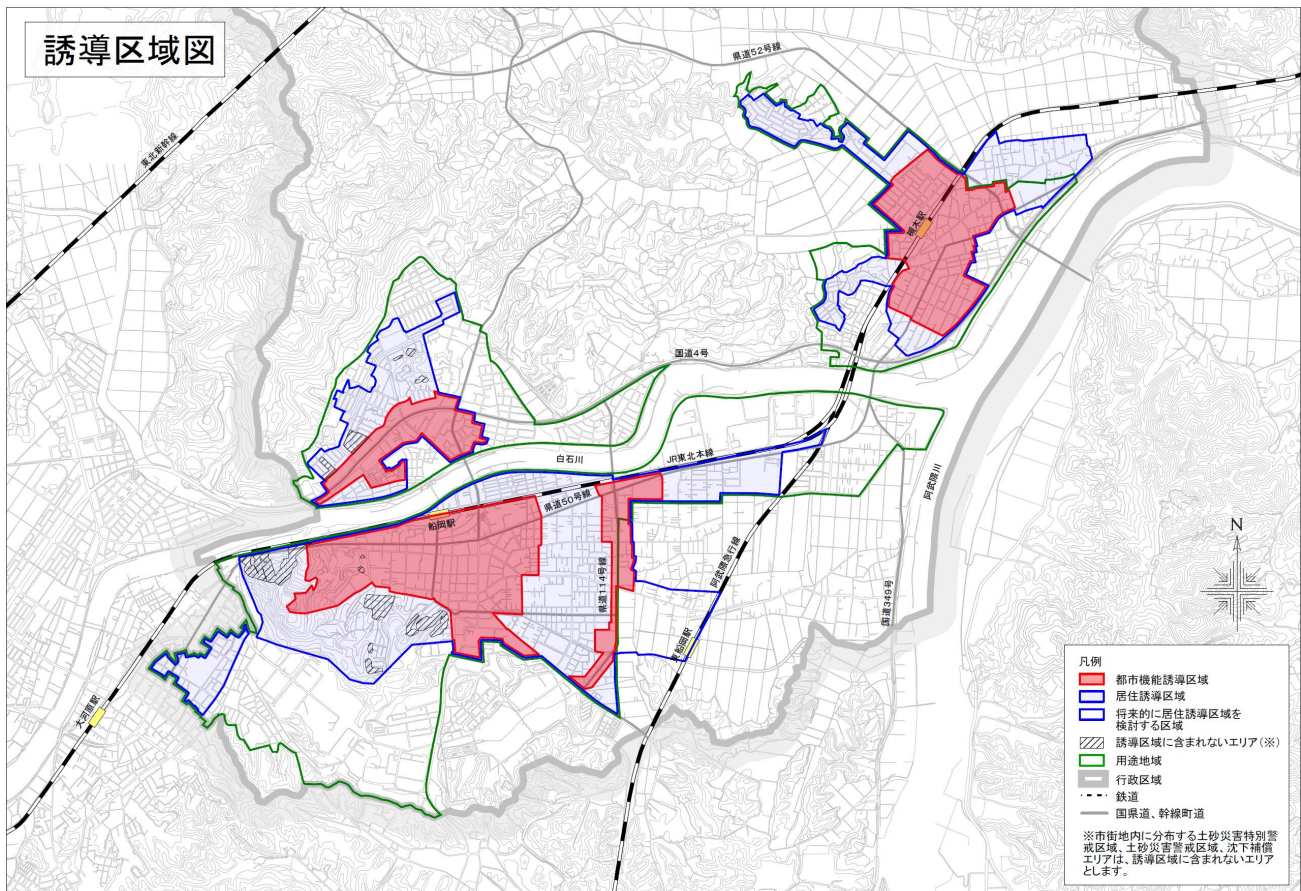 誘導区域図
県道52号線
東北新幹線
槻木駅
国道4号
白石川
JR東北本線
県道50号線
船岡駅
阿武隈川
阿武隈急行線
県道114号線
国道349号
東船岡駅
大河原駅
N
凡例
都市機能誘導区域
居住誘導区域
将来的に居住誘導区域を
検討する区域
誘導区域に含まれないエリア(※)
用途地域
行政区域
鉄道
国県道、幹線町道
※市街地内に分布する土砂災害特別警
戒区域、土砂災害警戒区域、沈下補償
エリアは、誘導区域に含まれないエリア
とします。